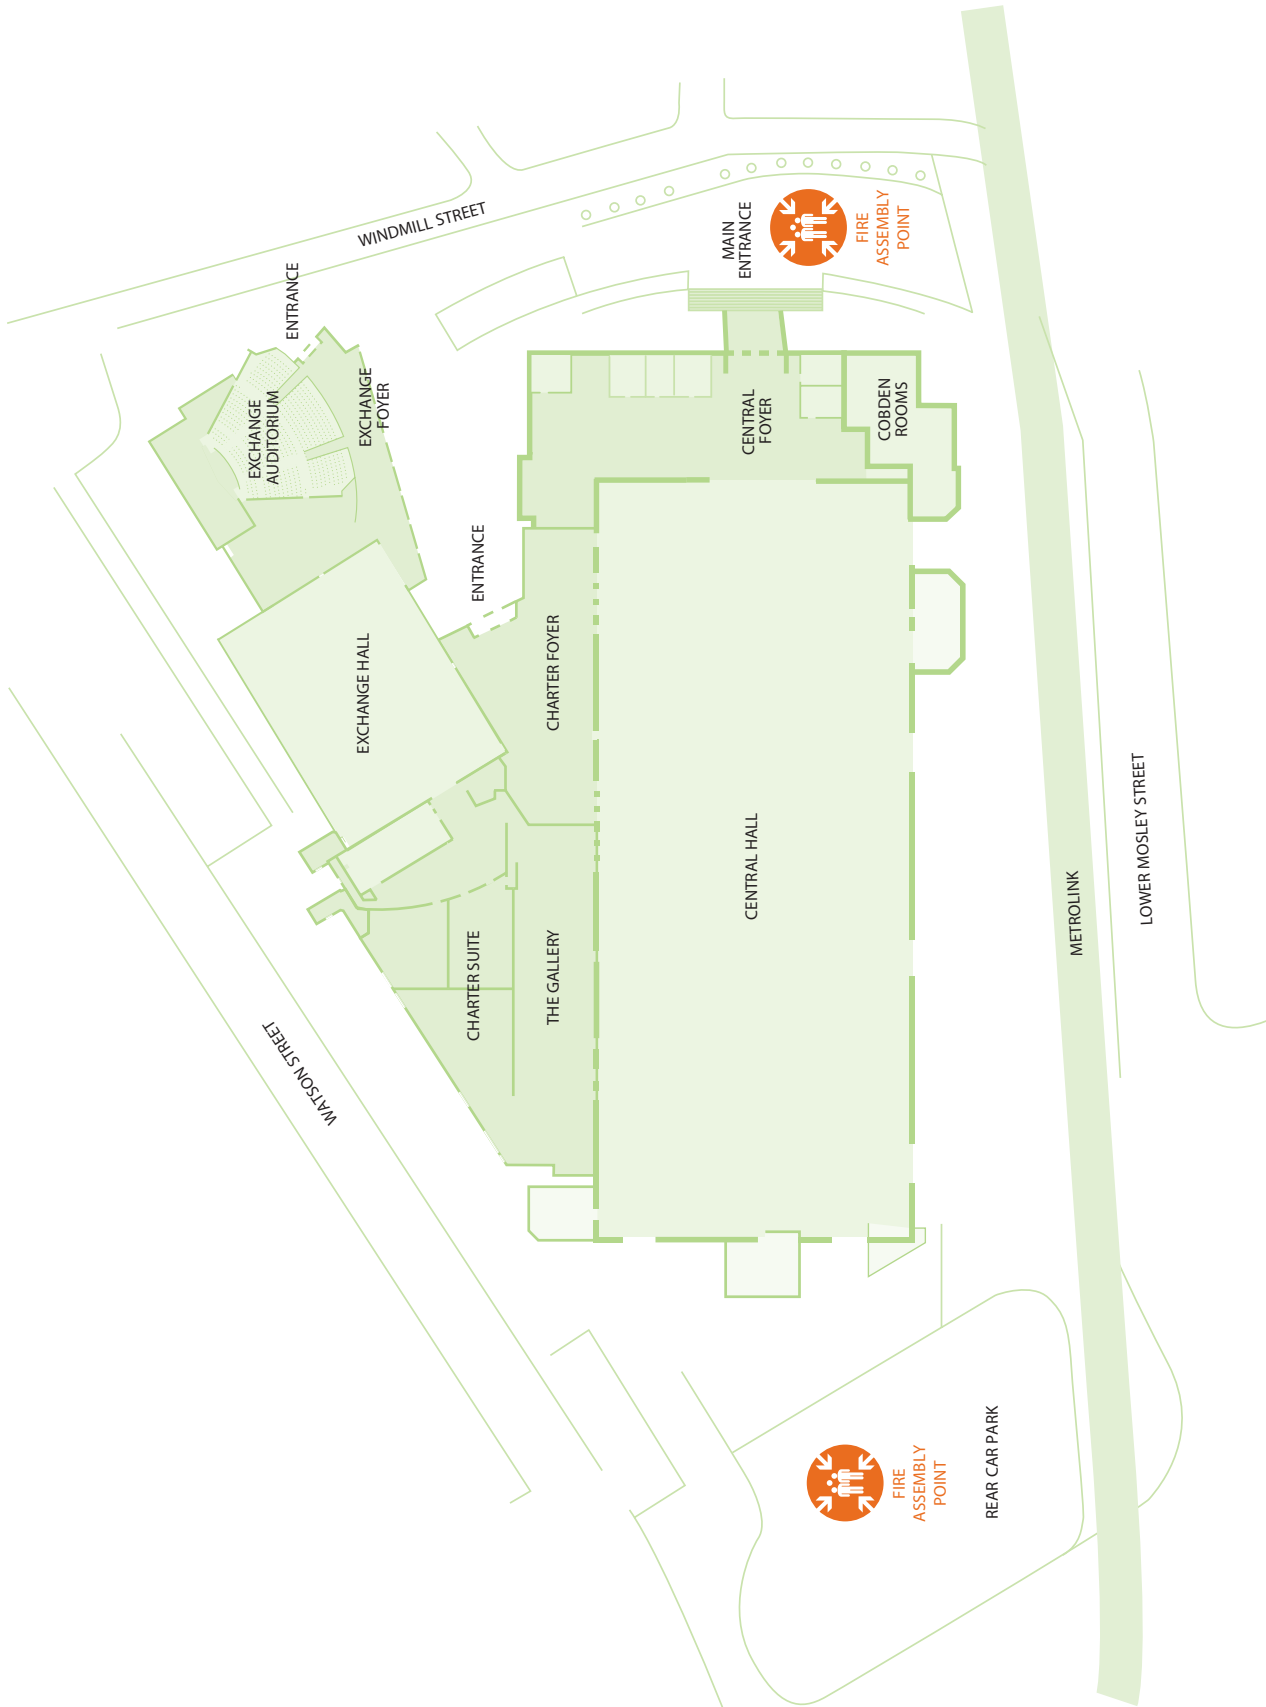 WINDMILL STREET
MAIN
ENTRANCE
FIRE
ASSEMBLY
POINT
ENTRANCE
EXCHANGE
AUDITORIUM
EXCHANGE
FOYER
CENTRAL
FOYER
COBDEN
ROOMS
ENTRANCE
EXCHANGE HALL
CHARTER FOYER
CENTRAL HALL
CHARTER SUITE
THE GALLERY
METROLINK
LOWER MOSLEY STREET
WATSON STREET
FIRE
ASSEMBLY
POINT
REAR CAR PARK